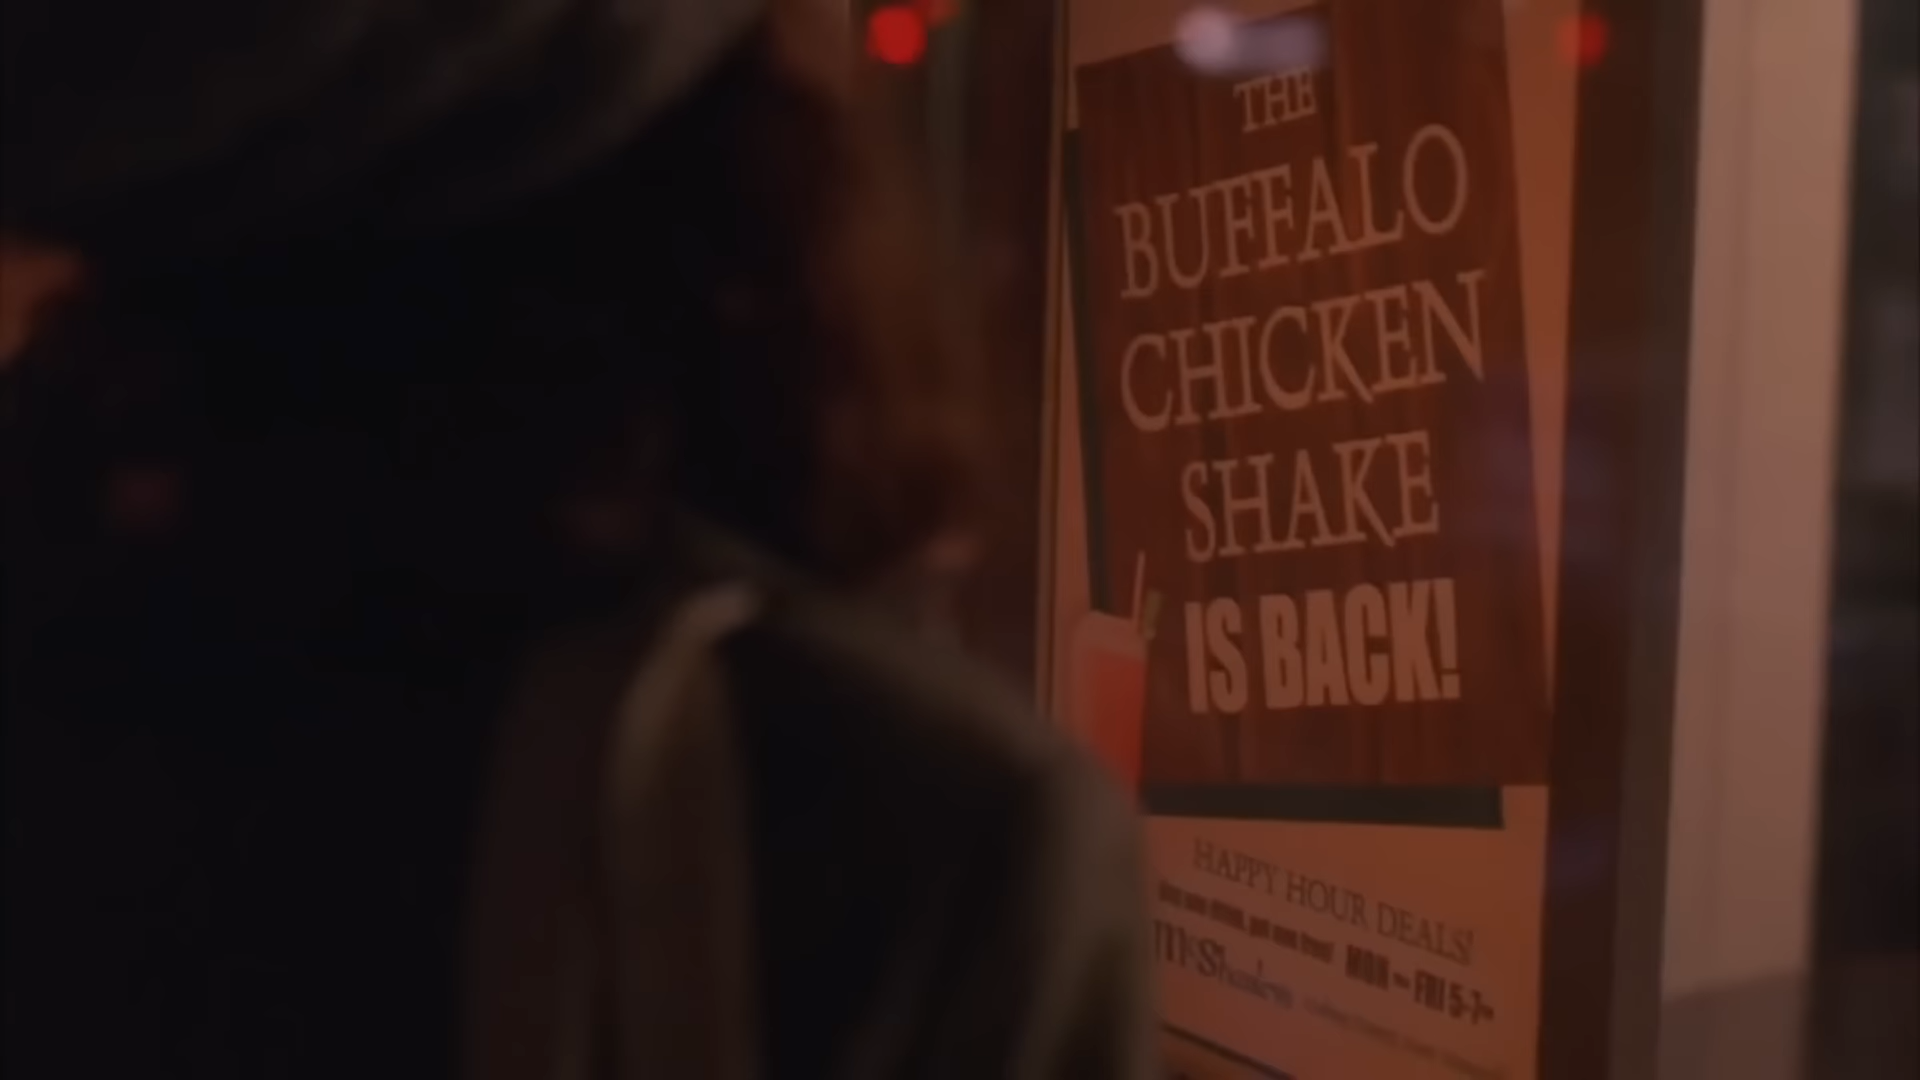 THE
BUFFALO
CHICKEN
SHAKE
IS BACK!
HAPPY HOUR DEALS!
MON - FRI 5-7